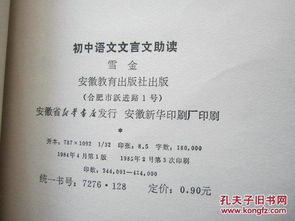 初中语文文言文助读
雪金
安徽教育出版社出版
(合肥市跃进路1号)
安徽省新华书店发行 安徽新华印刷厂印刷
*
开本:787×1092 1/32 印张:8.5 字数:180,000
1984年4月第1版 1985年2月第3次印刷
印数:244,001—414,000
统一书号:7276·128 定价:0.90元
孔夫子旧书网